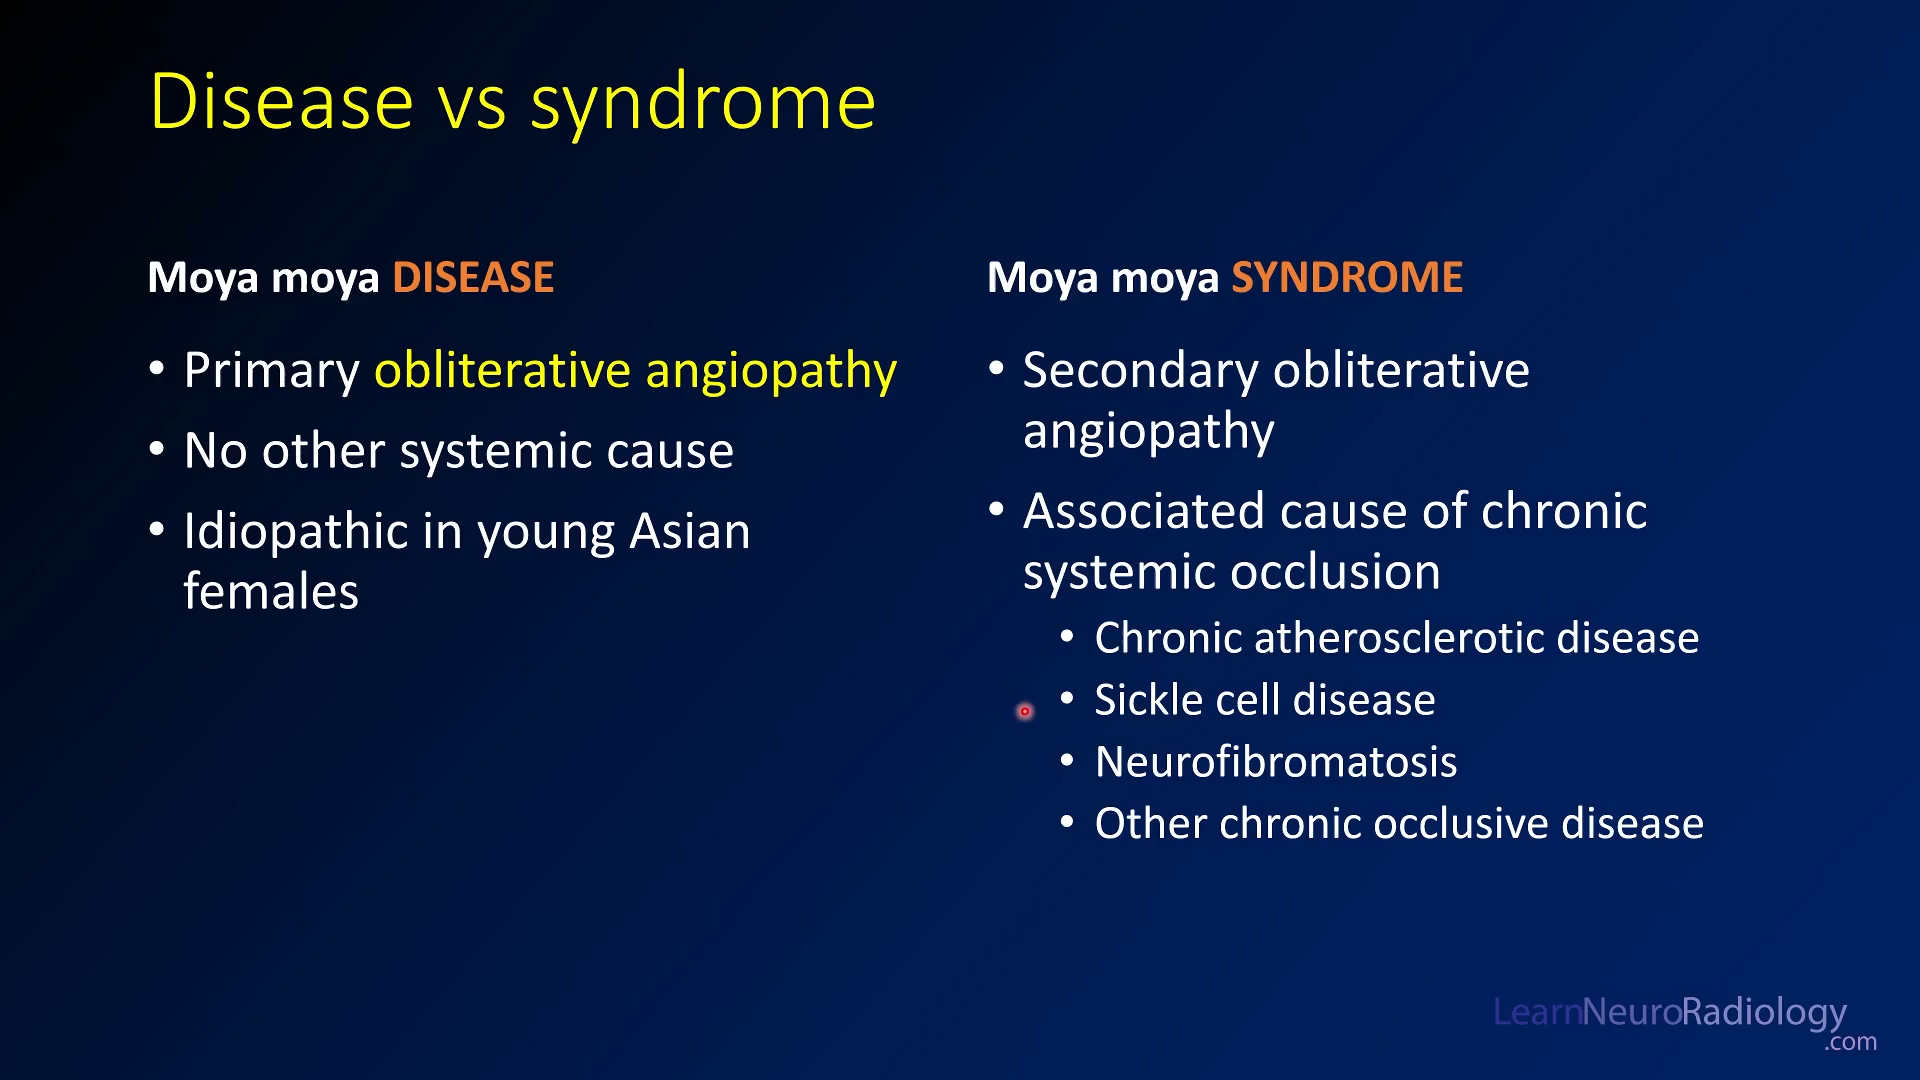 Disease vs syndrome
Moya moya DISEASE
• Primary obliterative angiopathy
• No other systemic cause
• Idiopathic in young Asian
females
Moya moya SYNDROME
• Secondary obliterative
angiopathy
• Associated cause of chronic
systemic occlusion
• Chronic atherosclerotic disease
• Sickle cell disease
• Neurofibromatosis
• Other chronic occlusive disease
LearnNeuroRadiology
.com